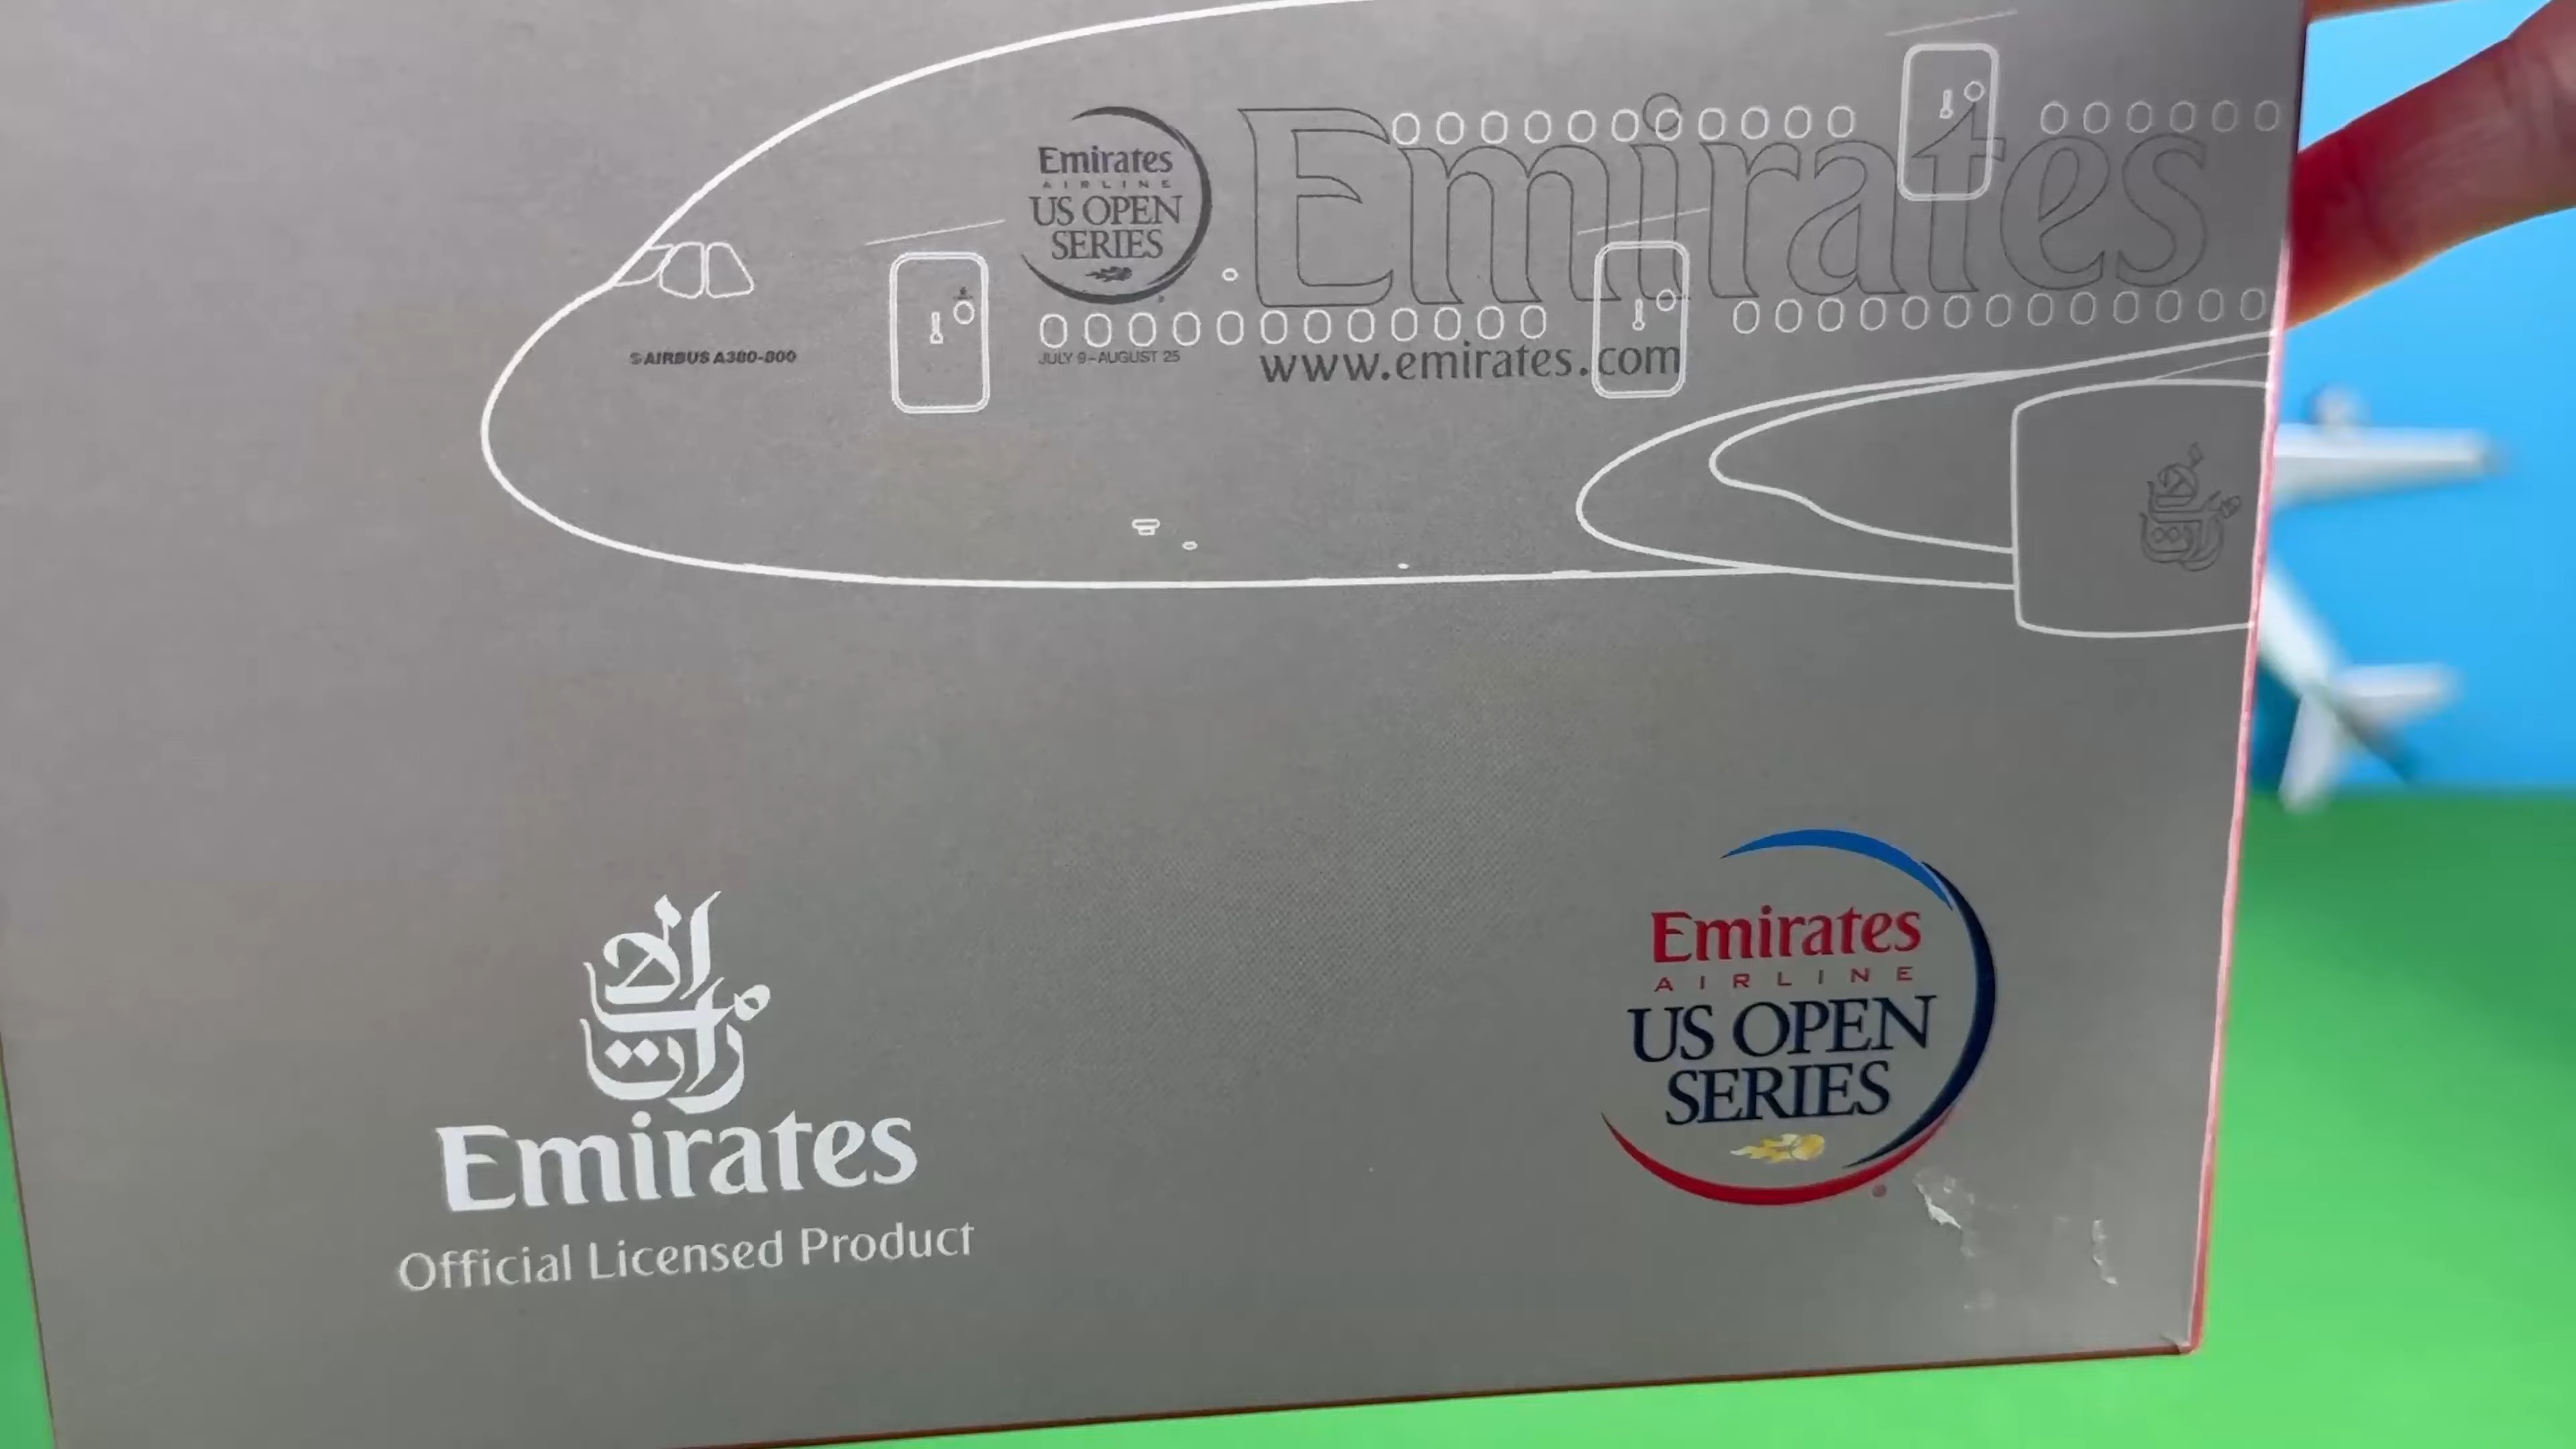 Emirates
AIRLINE
US OPEN
SERIES
Emirates
AIRBUS A380-800
JULY 9-AUGUST 25
www.emirates.com
الإمارات
Emirates
Official Licensed Product
Emirates
AIRLINE
US OPEN
SERIES